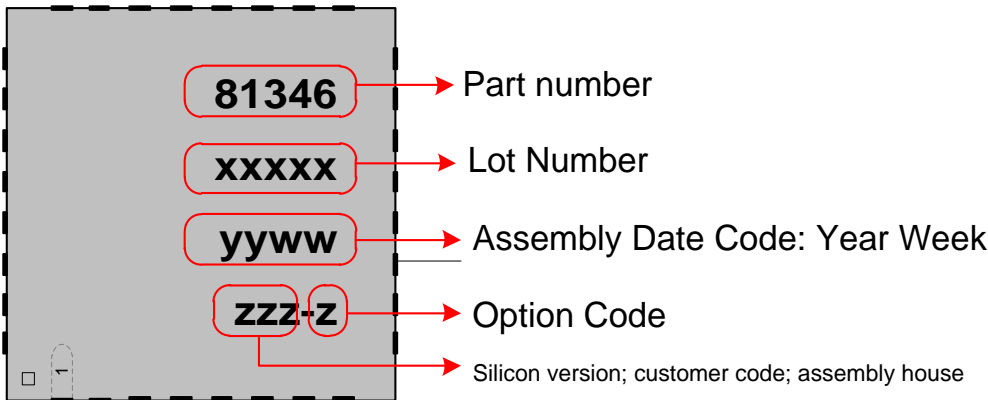 81346
Part number
xxxxx
Lot Number
yyww
Assembly Date Code: Year Week
zzz-z
Option Code
Silicon version; customer code; assembly house
1